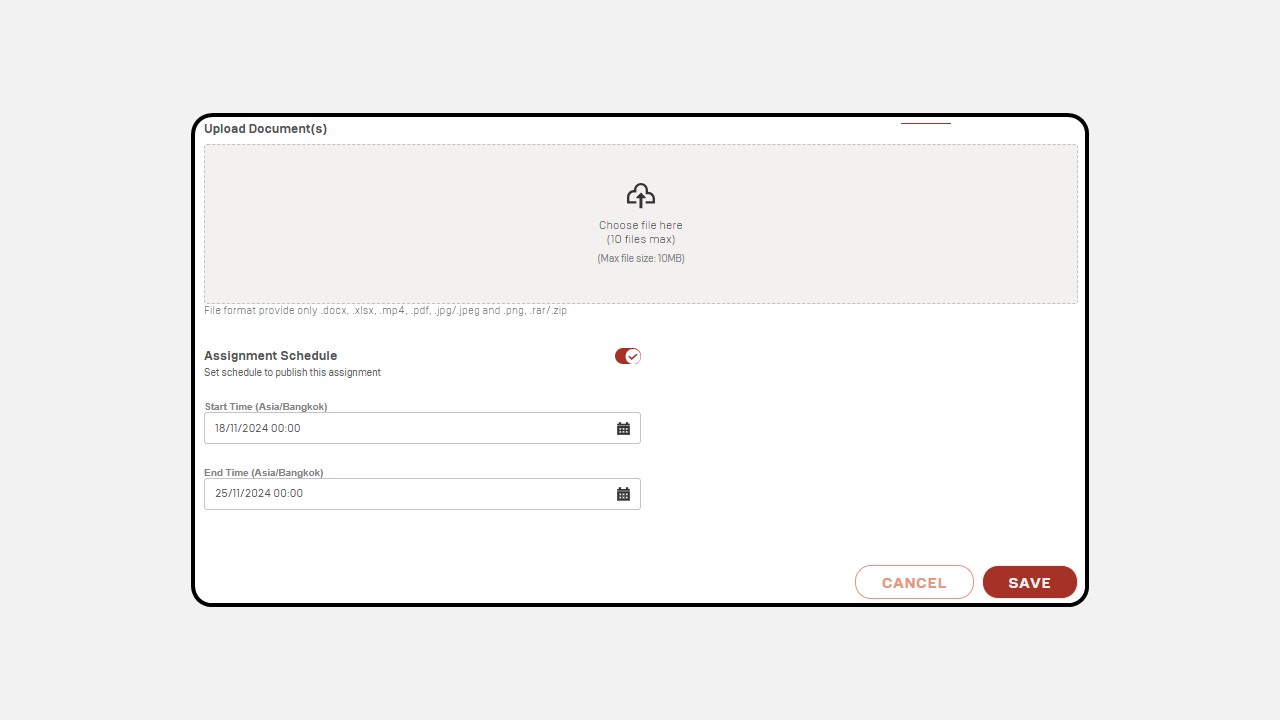 Upload Document(s)
Choose file here
(10 files max)
(Max file size: 10MB)
File format provide only .docx, .xlsx, .mp4, .pdf, .jpg/.jpeg and .png, .rar/.zip
Assignment Schedule
Set schedule to publish this assignment
Start Time (Asia/Bangkok)
18/11/2024 00:00
End Time (Asia/Bangkok)
25/11/2024 00:00
CANCEL SAVE